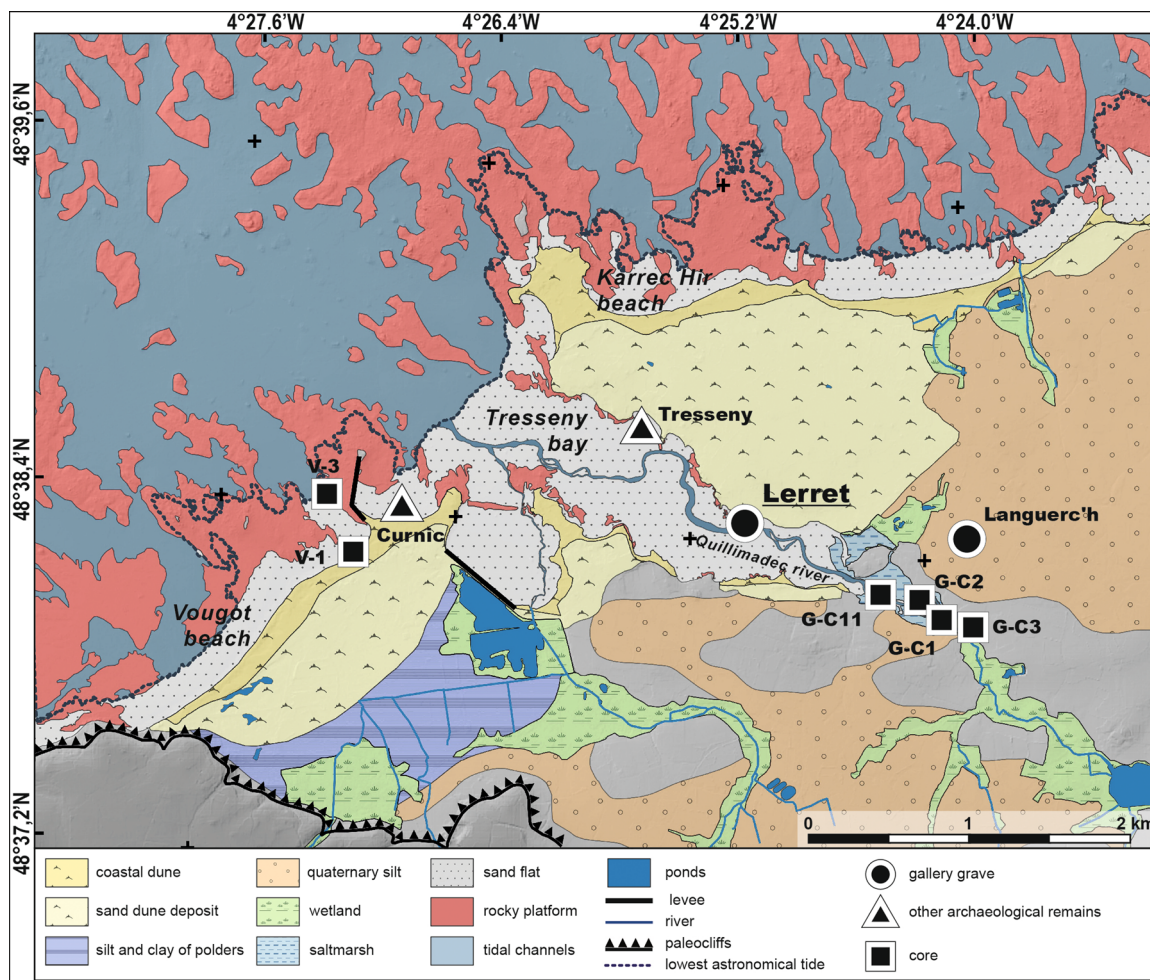 4°27.6'W
4°26.4'W
4°25.2'W
4°24.0'W
48°39,6'N
48°38,4'N
48°37,2'N
Karrec Hir
beach
Tresseny
bay
Tresseny
V-3
Curnic
V-1
Vougot
beach
Lerret
Languerc'h
Quillimadec river
G-C2
G-C11
G-C1
G-C3
0 1 2 km
coastal dune
sand dune deposit
silt and clay of polders
quaternary silt
wetland
saltmarsh
sand flat
rocky platform
tidal channels
ponds
levee
river
paleocliffs
lowest astronomical tide
gallery grave
other archaeological remains
core